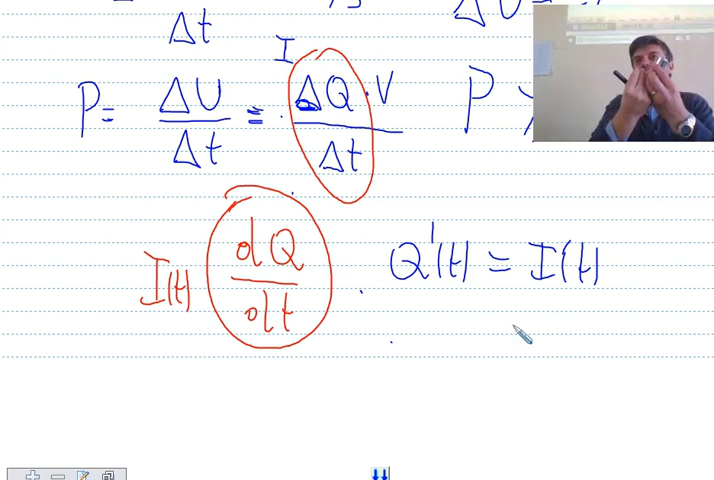 Δt
I
P = ΔU/Δt = ΔQ·V/Δt P
I(t) dQ/dt . Q'(t) = I(t)